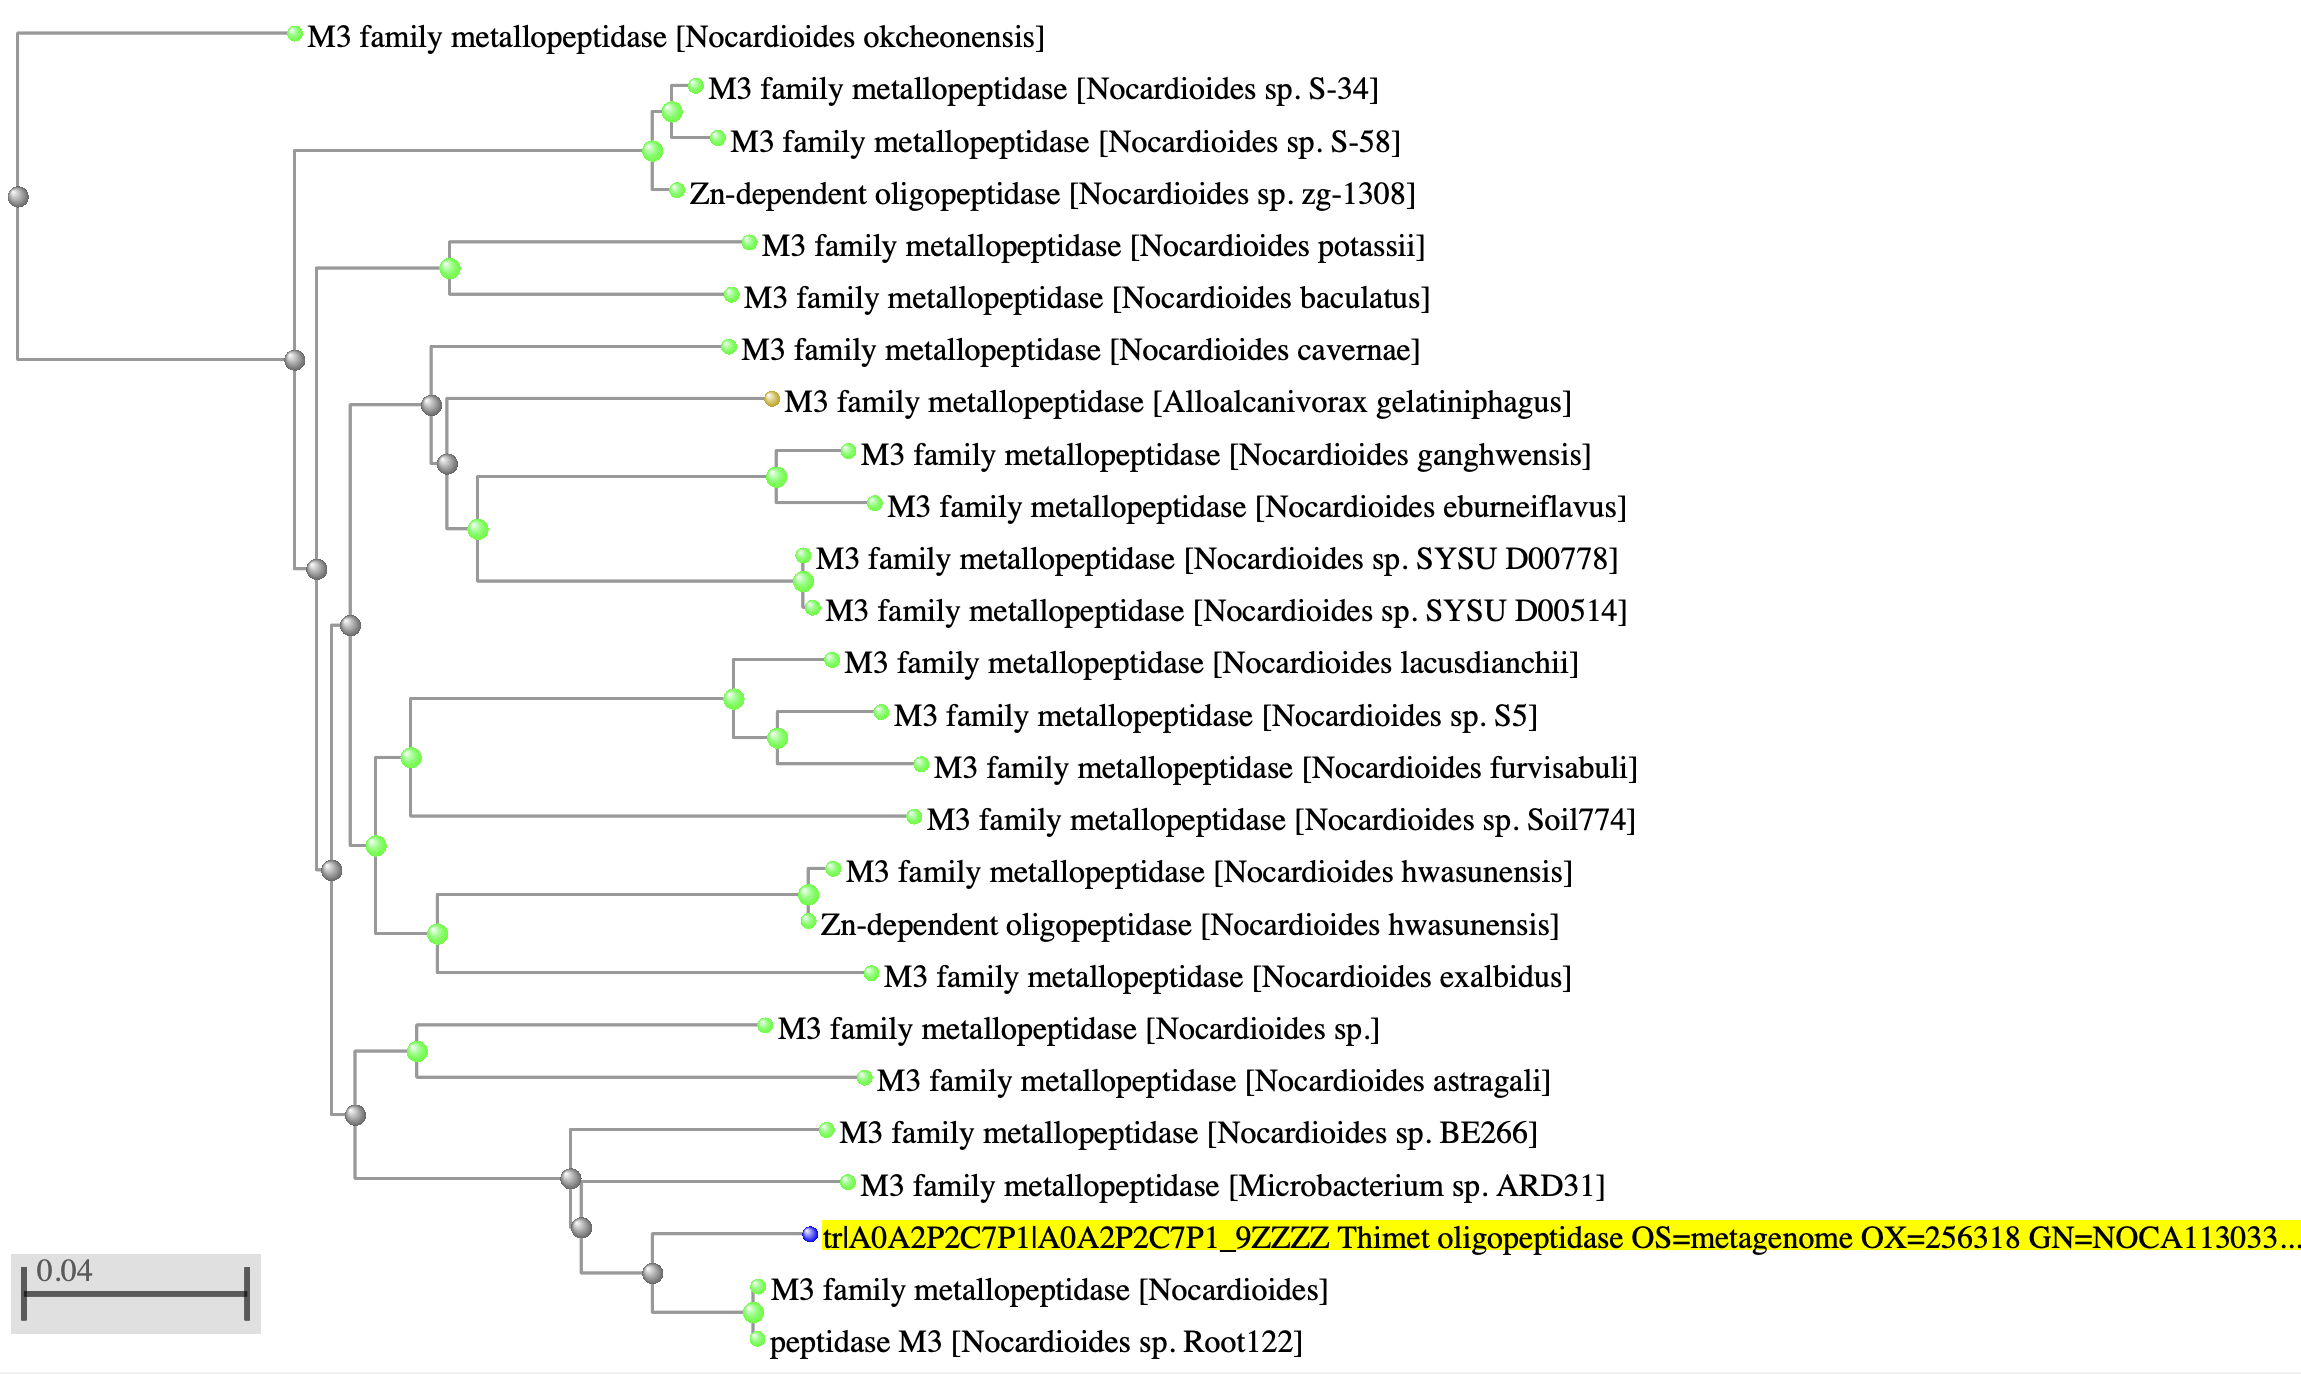 M3 family metallopeptidase [Nocardioides okcheonensis]
M3 family metallopeptidase [Nocardioides sp. S-34]
M3 family metallopeptidase [Nocardioides sp. S-58]
Zn-dependent oligopeptidase [Nocardioides sp. zg-1308]
M3 family metallopeptidase [Nocardioides potassii]
M3 family metallopeptidase [Nocardioides baculatus]
M3 family metallopeptidase [Nocardioides cavernae]
M3 family metallopeptidase [Alloalcanivorax gelatiniphagus]
M3 family metallopeptidase [Nocardioides ganghwensis]
M3 family metallopeptidase [Nocardioides eburneiflavus]
M3 family metallopeptidase [Nocardioides sp. SYSU D00778]
M3 family metallopeptidase [Nocardioides sp. SYSU D00514]
M3 family metallopeptidase [Nocardioides lacusdianchii]
M3 family metallopeptidase [Nocardioides sp. S5]
M3 family metallopeptidase [Nocardioides furvisabuli]
M3 family metallopeptidase [Nocardioides sp. Soil774]
M3 family metallopeptidase [Nocardioides hwasunensis]
Zn-dependent oligopeptidase [Nocardioides hwasunensis]
M3 family metallopeptidase [Nocardioides exalbidus]
M3 family metallopeptidase [Nocardioides sp.]
M3 family metallopeptidase [Nocardioides astragali]
M3 family metallopeptidase [Nocardioides sp. BE266]
M3 family metallopeptidase [Microbacterium sp. ARD31]
tr|A0A2P2C7P1|A0A2P2C7P1_9ZZZZ Thimet oligopeptidase OS=metagenome OX=256318 GN=NOCA113033...
0.04
M3 family metallopeptidase [Nocardioides]
peptidase M3 [Nocardioides sp. Root122]